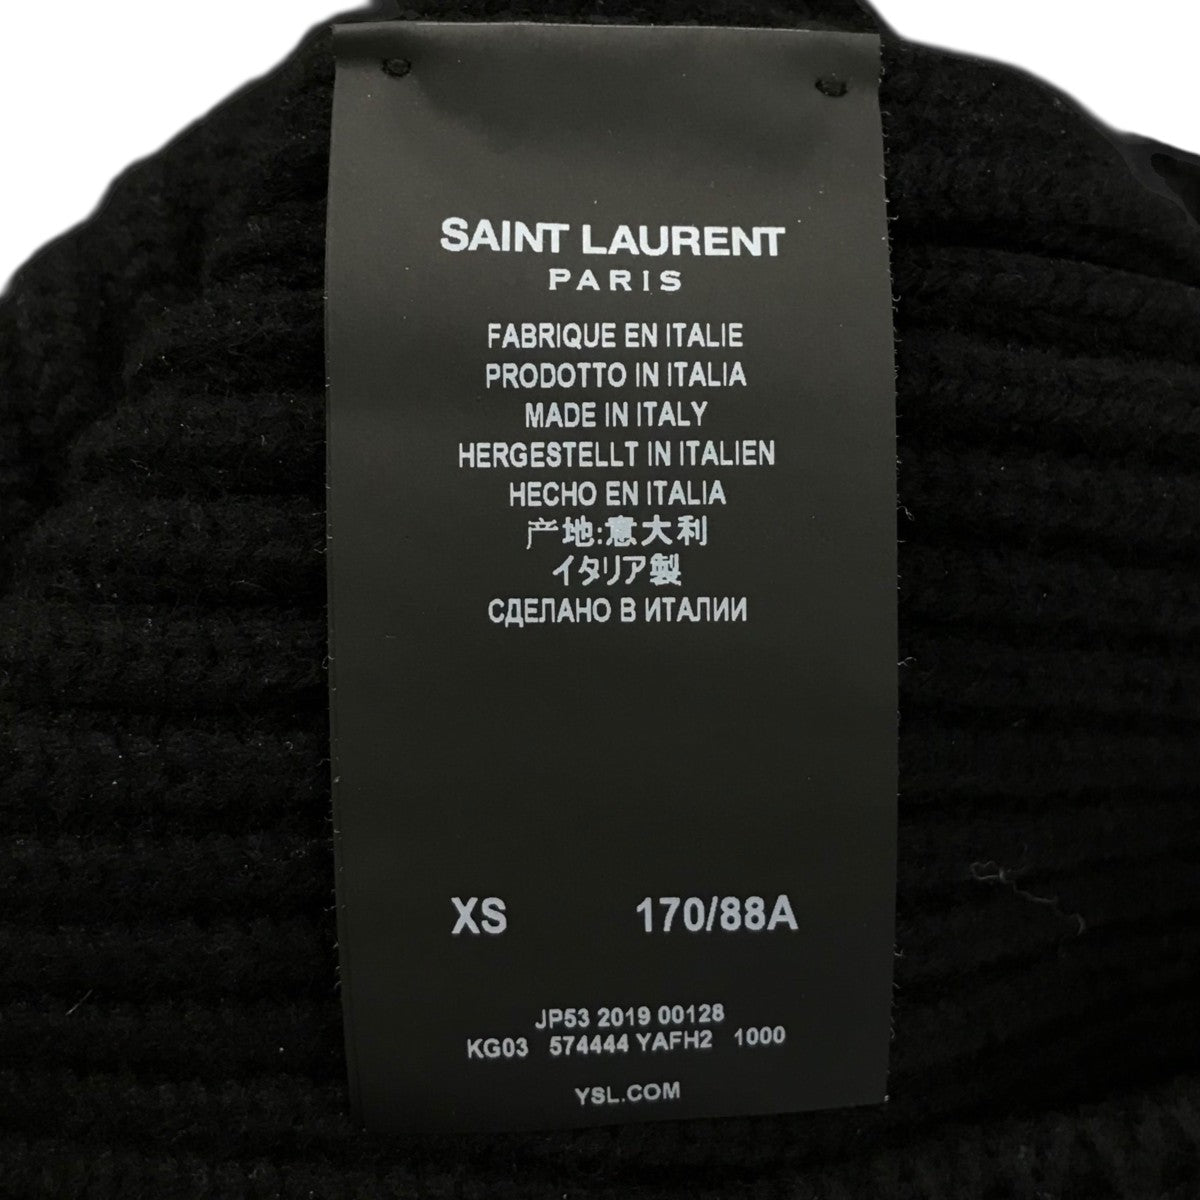 SAINT LAURENT
PARIS
FABRIQUE EN ITALIE
PRODOTTO IN ITALIA
MADE IN ITALY
HERGESTELLT IN ITALIEN
HECHO EN ITALIA
产地:意大利
イタリア製
СДЕЛАНО В ИТАЛИИ
XS 170/88A
JP53 2019 00128
KG03 574444 YAFH2 1000
YSL.COM